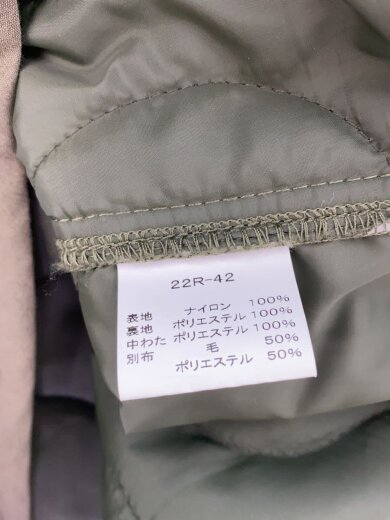 22R-42
表地 ナイロン 100%
裏地 ポリエステル 100%
中わた ポリエステル 100%
別布 毛 50%
ポリエステル 50%